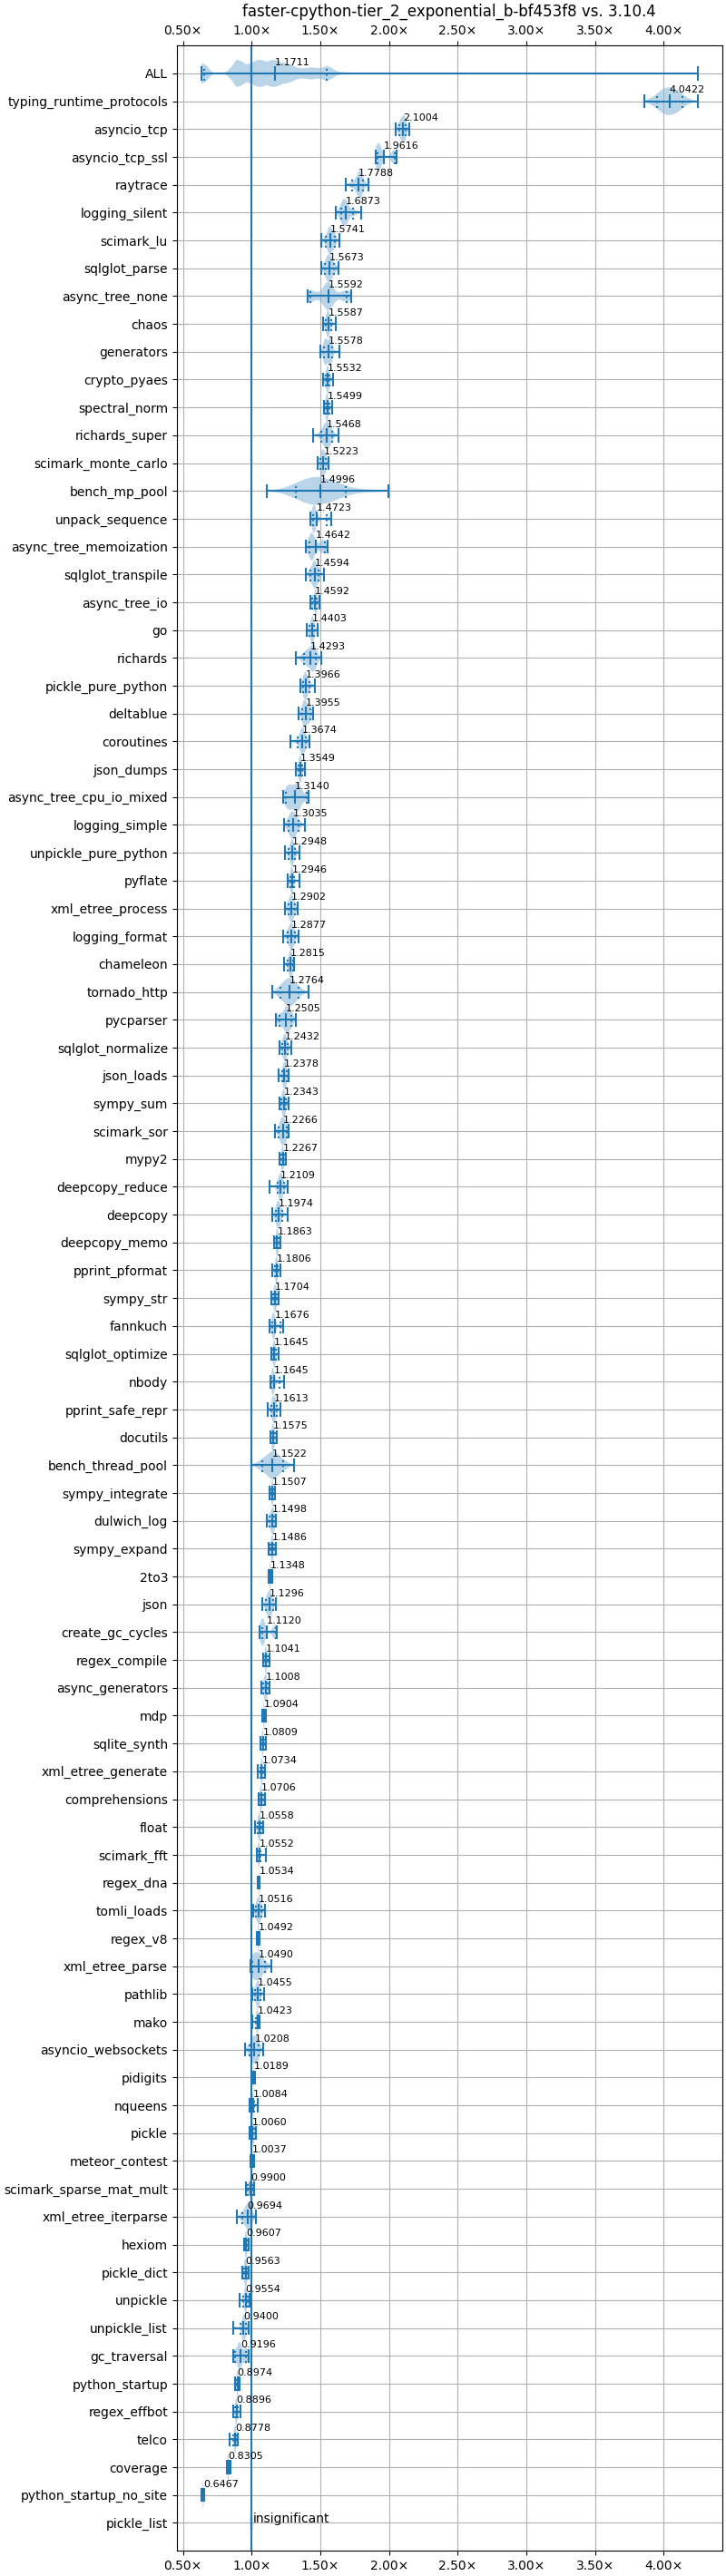 faster-cpython-tier_2_exponential_b-bf453f8 vs. 3.10.4
0.50× 1.00× 1.50× 2.00× 2.50× 3.00× 3.50× 4.00×
ALL 1.1711
typing_runtime_protocols 4.0422
asyncio_tcp 2.1004
asyncio_tcp_ssl 1.9616
raytrace 1.7788
logging_silent 1.6873
scimark_lu 1.5741
sqlglot_parse 1.5673
async_tree_none 1.5592
chaos 1.5587
generators 1.5578
crypto_pyaes 1.5532
spectral_norm 1.5499
richards_super 1.5468
scimark_monte_carlo 1.5223
bench_mp_pool 1.4996
unpack_sequence 1.4723
async_tree_memoization 1.4642
sqlglot_transpile 1.4594
async_tree_io 1.4592
go 1.4403
richards 1.4293
pickle_pure_python 1.3966
deltablue 1.3955
coroutines 1.3674
json_dumps 1.3549
async_tree_cpu_io_mixed 1.3140
logging_simple 1.3035
unpickle_pure_python 1.2948
pyflate 1.2946
xml_etree_process 1.2902
logging_format 1.2877
chameleon 1.2815
tornado_http 1.2764
pycparser 1.2505
sqlglot_normalize 1.2432
json_loads 1.2378
sympy_sum 1.2343
scimark_sor 1.2266
mypy2 1.2267
deepcopy_reduce 1.2109
deepcopy 1.1974
deepcopy_memo 1.1863
pprint_pformat 1.1806
sympy_str 1.1704
fannkuch 1.1676
sqlglot_optimize 1.1645
nbody 1.1645
pprint_safe_repr 1.1613
docutils 1.1575
bench_thread_pool 1.1522
sympy_integrate 1.1507
dulwich_log 1.1498
sympy_expand 1.1486
2to3 1.1348
json 1.1296
create_gc_cycles 1.1120
regex_compile 1.1041
async_generators 1.1008
mdp 1.0904
sqlite_synth 1.0809
xml_etree_generate 1.0734
comprehensions 1.0706
float 1.0558
scimark_fft 1.0552
regex_dna 1.0534
tomli_loads 1.0516
regex_v8 1.0492
xml_etree_parse 1.0490
pathlib 1.0455
mako 1.0423
asyncio_websockets 1.0208
pidigits 1.0189
nqueens 1.0084
pickle 1.0060
meteor_contest 1.0037
scimark_sparse_mat_mult 0.9900
xml_etree_iterparse 0.9694
hexiom 0.9607
pickle_dict 0.9563
unpickle 0.9554
unpickle_list 0.9400
gc_traversal 0.9196
python_startup 0.8974
regex_effbot 0.8896
telco 0.8778
coverage 0.8305
python_startup_no_site 0.6467
pickle_list insignificant
0.50× 1.00× 1.50× 2.00× 2.50× 3.00× 3.50× 4.00×